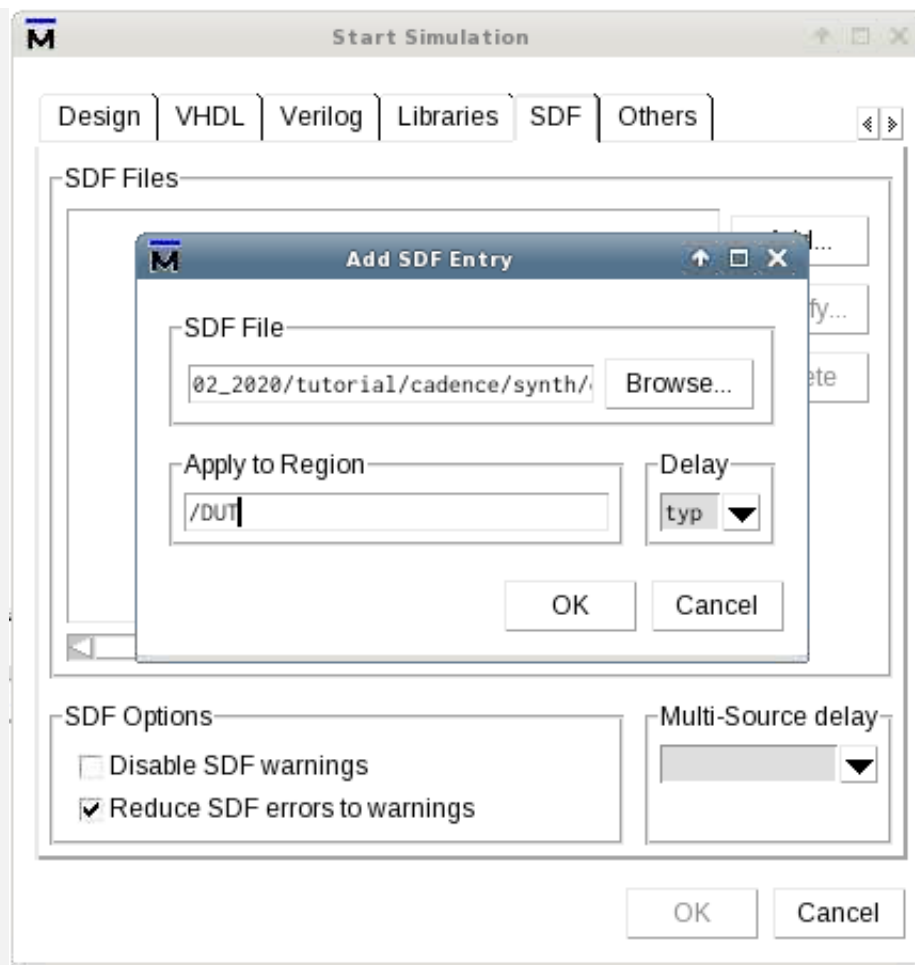 Start Simulation
Design VHDL Verilog Libraries SDF Others
SDF Files
Add SDF Entry
SDF File
02_2020/tutorial/cadence/synth/ Browse...
Apply to Region Delay
/DUT typ
OK Cancel
SDF Options Multi-Source delay
Disable SDF warnings
Reduce SDF errors to warnings
OK Cancel